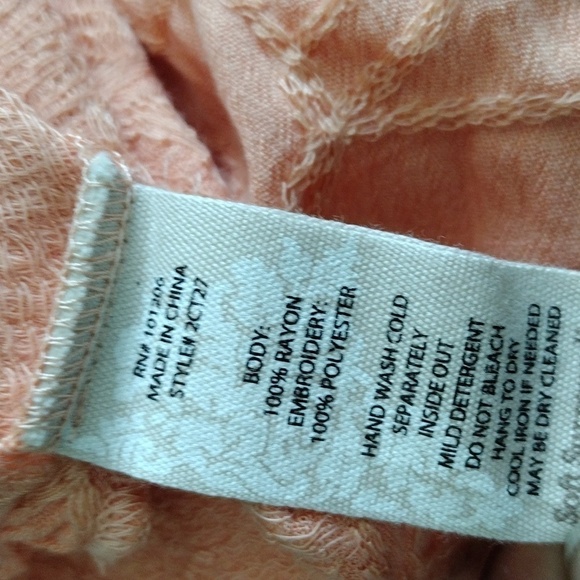 RN# 101206
MADE IN CHINA
STYLE# 2CT27
BODY:
100% RAYON
EMBROIDERY:
100% POLYESTER
HAND WASH COLD
SEPARATELY
INSIDE OUT
MILD DETERGENT
DO NOT BLEACH
HANG TO DRY
COOL IRON IF NEEDED
MAY BE DRY CLEANED